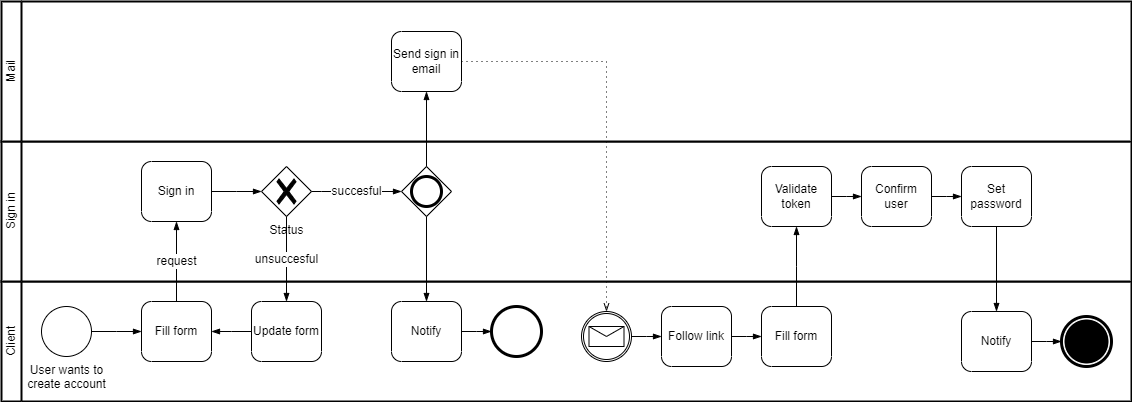 Mail
Send sign in
email
Sign in
Sign in
Status
succesful
unsuccesful
request
Validate
token
Confirm
user
Set
password
Client
User wants to
create account
Fill form
Update form
Notify
Follow link
Fill form
Notify